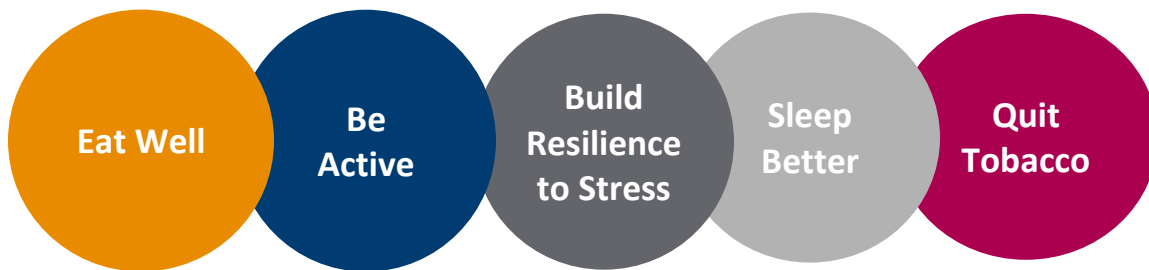 Eat Well
Be
Active
Build
Resilience
to Stress
Sleep
Better
Quit
Tobacco